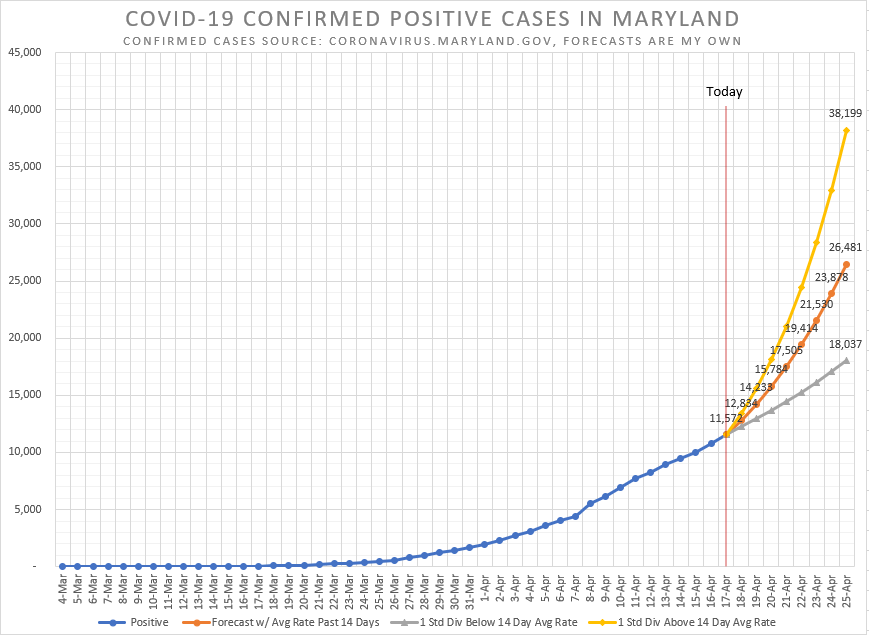 COVID-19 CONFIRMED POSITIVE CASES IN MARYLAND
CONFIRMED CASES SOURCE: CORONAVIRUS.MARYLAND.GOV, FORECASTS ARE MY OWN
45,000
40,000
35,000
30,000
25,000
20,000
15,000
10,000
5,000
-
Today
38,199
26,481
23,878
21,530
19,414
18,037
17,505
15,784
14,233
12,834
11,572
4-Mar
5-Mar
6-Mar
7-Mar
8-Mar
9-Mar
10-Mar
11-Mar
12-Mar
13-Mar
14-Mar
15-Mar
16-Mar
17-Mar
18-Mar
19-Mar
20-Mar
21-Mar
22-Mar
23-Mar
24-Mar
25-Mar
26-Mar
27-Mar
28-Mar
29-Mar
30-Mar
31-Mar
1-Apr
2-Apr
3-Apr
4-Apr
5-Apr
6-Apr
7-Apr
8-Apr
9-Apr
10-Apr
11-Apr
12-Apr
13-Apr
14-Apr
15-Apr
16-Apr
17-Apr
18-Apr
19-Apr
20-Apr
21-Apr
22-Apr
23-Apr
24-Apr
25-Apr
Positive
Forecast w/ Avg Rate Past 14 Days
1 Std Div Below 14 Day Avg Rate
1 Std Div Above 14 Day Avg Rate